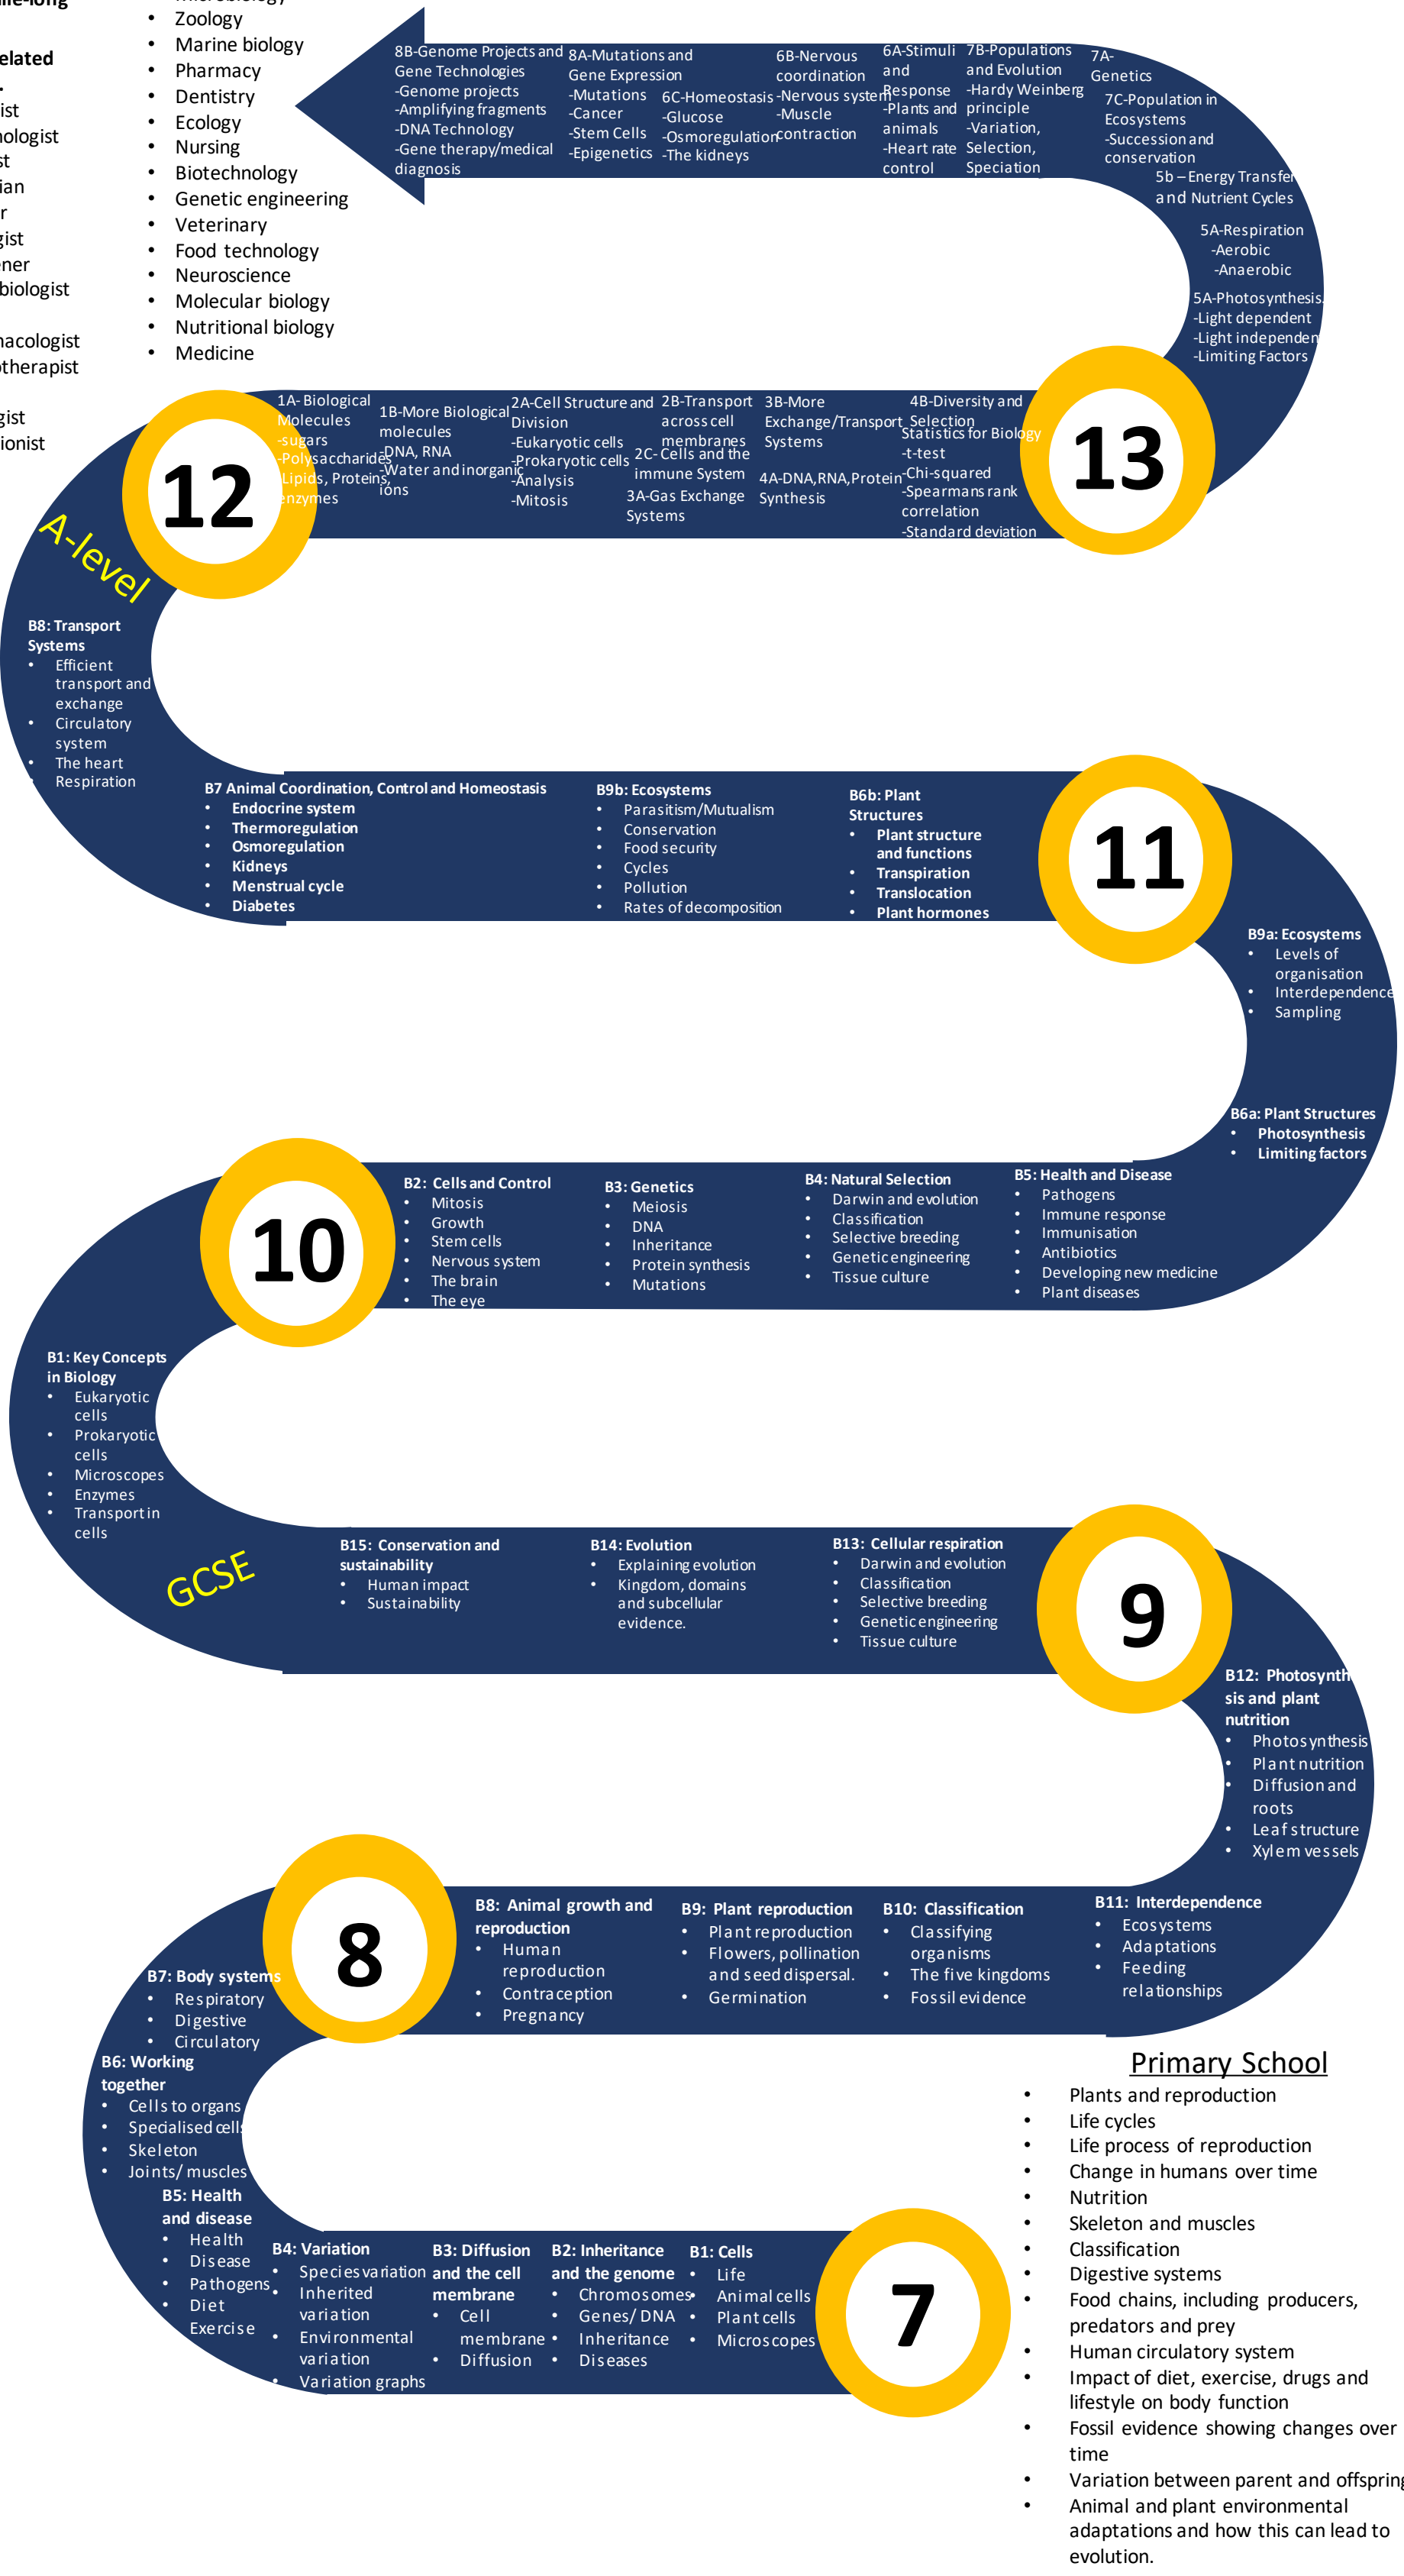 elated
Zoology
Marine biology
Pharmacy
Dentistry
Ecology
Nursing
Biotechnology
Genetic engineering
Veterinary
Food technology
Neuroscience
Molecular biology
Nutritional biology
Medicine
8B-Genome Projects and
Gene Technologies
-Genome projects
-Amplifying fragments
-DNA Technology
-Gene therapy/medical
diagnosis
8A-Mutations and
Gene Expression
-Mutations
-Cancer
-Stem Cells
-Epigenetics
6C-Homeostasis
-Glucose
-Osmoregulation
-The kidneys
6B-Nervous
coordination
-Nervous system
-Muscle
contraction
6A-Stimuli
and
Response
-Plants and
animals
-Heart rate
control
7B-Populations
and Evolution
-Hardy Weinberg
principle
-Variation,
Selection,
Speciation
7A-
Genetics
7C-Population in
Ecosystems
-Succession and
conservation
5b – Energy Transfer
and Nutrient Cycles
5A-Respiration
-Aerobic
-Anaerobic
5A-Photosynthesis.
-Light dependent
-Light independen
-Limiting Factors
13
12
A-level
1A- Biological
Molecules
-sugars
-Polysaccharides
-Lipids, Proteins,
enzymes
1B-More Biological
molecules
-DNA, RNA
-Water and inorganic
ions
2A-Cell Structure and
Division
-Eukaryotic cells
-Prokaryotic cells
-Analysis
-Mitosis
2B-Transport
across cell
membranes
2C- Cells and the
immune System
3A-Gas Exchange
Systems
3B-More
Exchange/Transport
Systems
4A-DNA,RNA,Protein
Synthesis
4B-Diversity and
Selection
Statistics for Biology
-t-test
-Chi-squared
-Spearmans rank
correlation
-Standard deviation
B8: Transport
Systems
• Efficient
transport and
exchange
• Circulatory
system
• The heart
Respiration
B7 Animal Coordination, Control and Homeostasis
• Endocrine system
• Thermoregulation
• Osmoregulation
• Kidneys
• Menstrual cycle
• Diabetes
B9b: Ecosystems
• Parasitism/Mutualism
• Conservation
• Food security
• Cycles
• Pollution
• Rates of decomposition
B6b: Plant
Structures
• Plant structure
and functions
• Transpiration
• Translocation
• Plant hormones
11
B9a: Ecosystems
• Levels of
organisation
• Interdependence
• Sampling
B6a: Plant Structures
• Photosynthesis
• Limiting factors
10
B2: Cells and Control
• Mitosis
• Growth
• Stem cells
• Nervous system
• The brain
• The eye
B3: Genetics
• Meiosis
• DNA
• Inheritance
• Protein synthesis
• Mutations
B4: Natural Selection
• Darwin and evolution
• Classification
• Selective breeding
• Genetic engineering
• Tissue culture
B5: Health and Disease
• Pathogens
• Immune response
• Immunisation
• Antibiotics
• Developing new medicine
• Plant diseases
B1: Key Concepts
in Biology
• Eukaryotic
cells
• Prokaryotic
cells
• Microscopes
• Enzymes
• Transport in
cells
GCSE
B15: Conservation and
sustainability
• Human impact
• Sustainability
B14: Evolution
• Explaining evolution
• Kingdom, domains
and subcellular
evidence.
B13: Cellular respiration
• Darwin and evolution
• Classification
• Selective breeding
• Genetic engineering
• Tissue culture
9
B12: Photosynth
sis and plant
nutrition
• Photosynthesis
• Plant nutrition
• Diffusion and
roots
• Leaf structure
• Xylem vessels
8
B8: Animal growth and
reproduction
• Human
reproduction
• Contraception
• Pregnancy
B9: Plant reproduction
• Plant reproduction
• Flowers, pollination
and seed dispersal.
• Germination
B10: Classification
• Classifying
organisms
• The five kingdoms
• Fossil evidence
B11: Interdependence
• Ecosystems
• Adaptations
• Feeding
relationships
B7: Body systems
• Respiratory
• Digestive
• Circulatory
B6: Working
together
• Cells to organs
• Specialised cells
• Skeleton
• Joints/ muscles
B5: Health
and disease
• Health
• Disease
• Pathogens
• Diet
Exercise
B4: Variation
• Species variation
• Inherited
variation
• Environmental
variation
• Variation graphs
B3: Diffusion
and the cell
membrane
• Cell
membrane
• Diffusion
B2: Inheritance
and the genome
• Chromosomes
• Genes/ DNA
• Inheritance
• Diseases
B1: Cells
• Life
• Animal cells
• Plant cells
• Microscopes
7
Primary School
• Plants and reproduction
• Life cycles
• Life process of reproduction
• Change in humans over time
• Nutrition
• Skeleton and muscles
• Classification
• Digestive systems
• Food chains, including producers,
predators and prey
• Human circulatory system
• Impact of diet, exercise, drugs and
lifestyle on body function
• Fossil evidence showing changes over
time
• Variation between parent and offspring
• Animal and plant environmental
adaptations and how this can lead to
evolution.